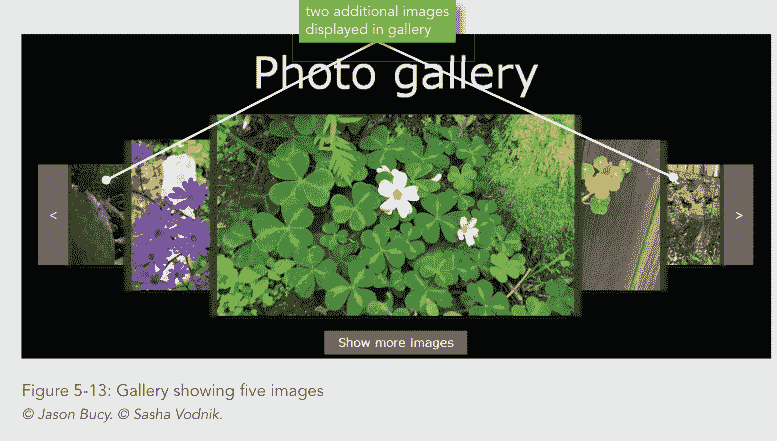 two additional images
displayed in gallery
Photo gallery
<
>
Show more images
Figure 5-13: Gallery showing five images
© Jason Bucy. © Sasha Vodnik.